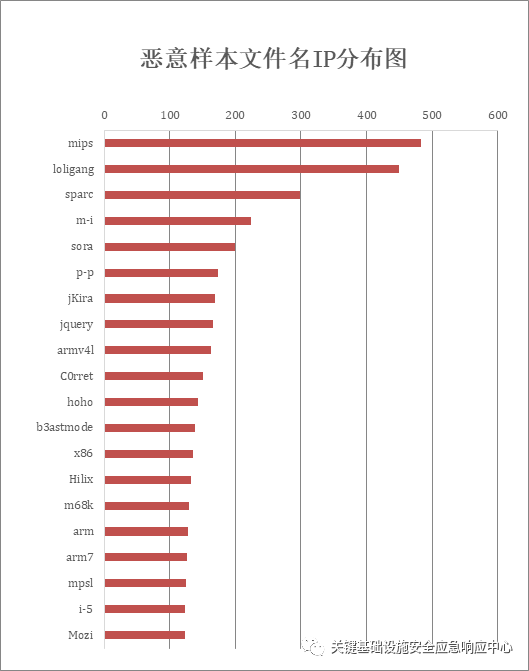 恶意样本文件名IP分布图
0 100 200 300 400 500 600
mips
loligang
sparc
m-i
sora
p-p
jKira
jquery
armv4l
C0rret
hoho
b3astmode
x86
Hilix
m68k
arm
arm7
mpsl
i-5
Mozi
关键基础设施安全应急响应中心